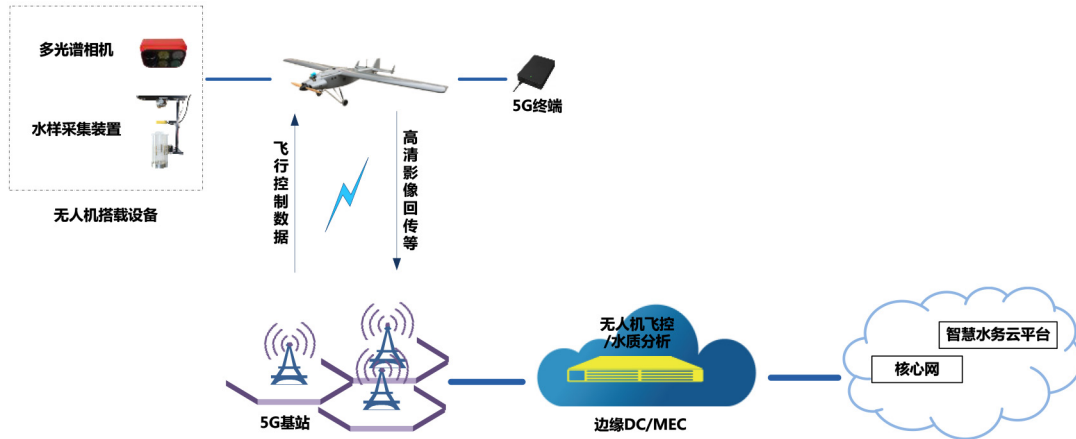 多光谱相机
水样采集装置
无人机搭载设备
5G终端
飞行控制数据
高清影像回传等
5G基站
无人机飞控
/水质分析
边缘DC/MEC
智慧水务云平台
核心网